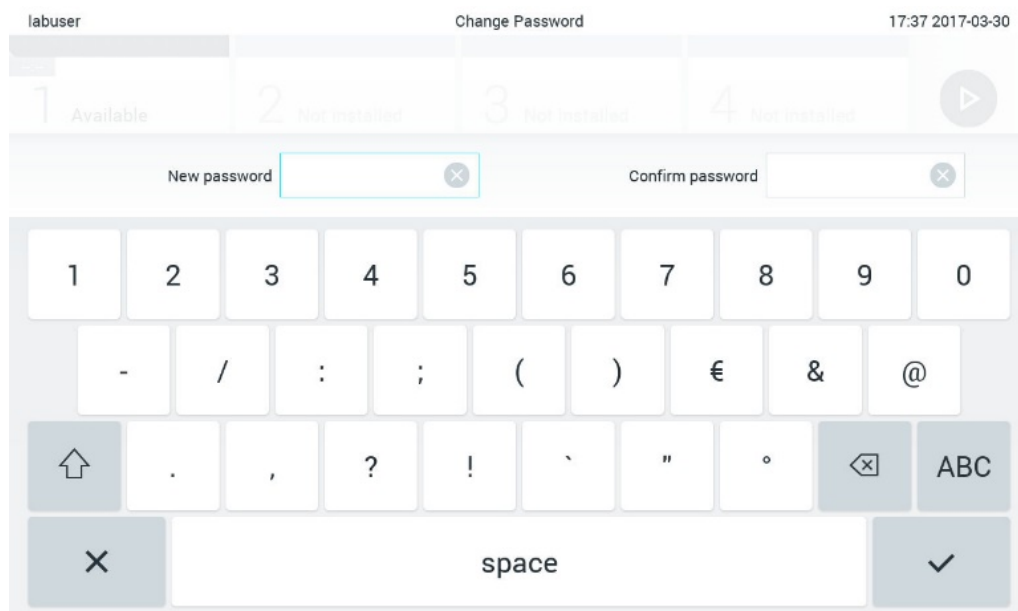 labuser Change Password 17:37 2017-03-30
1 Available 2 Not installed 3 Not installed 4 Not installed
New password Confirm password
1 2 3 4 5 6 7 8 9 0
- / : ; ( ) € & @
. , ? ! ` " ° ABC
space